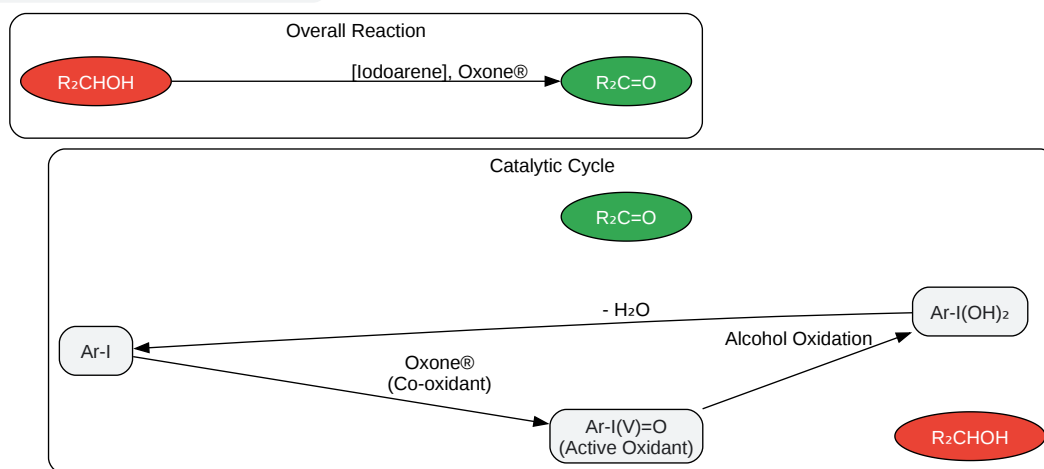 Overall Reaction
R₂CHOH
[Iodoarene], Oxone®
R₂C=O
Catalytic Cycle
R₂C=O
- H₂O
Ar-I(OH)₂
Alcohol Oxidation
Ar-I
Oxone®
(Co-oxidant)
Ar-I(V)=O
(Active Oxidant)
R₂CHOH